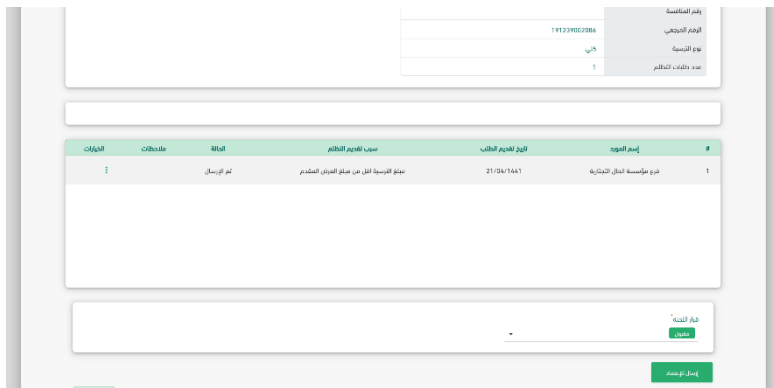 رقم المنافسة
الرقم المرجعي 191239002086
نوع الترسية كلي
عدد طلبات التظلم 1
# إسم المورد تاريخ تقديم الطلب سبب تقديم التظلم الحالة ملاحظات الخيارات
1 فرع مؤسسة الحال التجارية 21/04/1441 مبلغ الترسية اقل من مبلغ العرض المقدم تم الإرسال
قرار اللجنة*
مقبول
إرسال للإعتماد